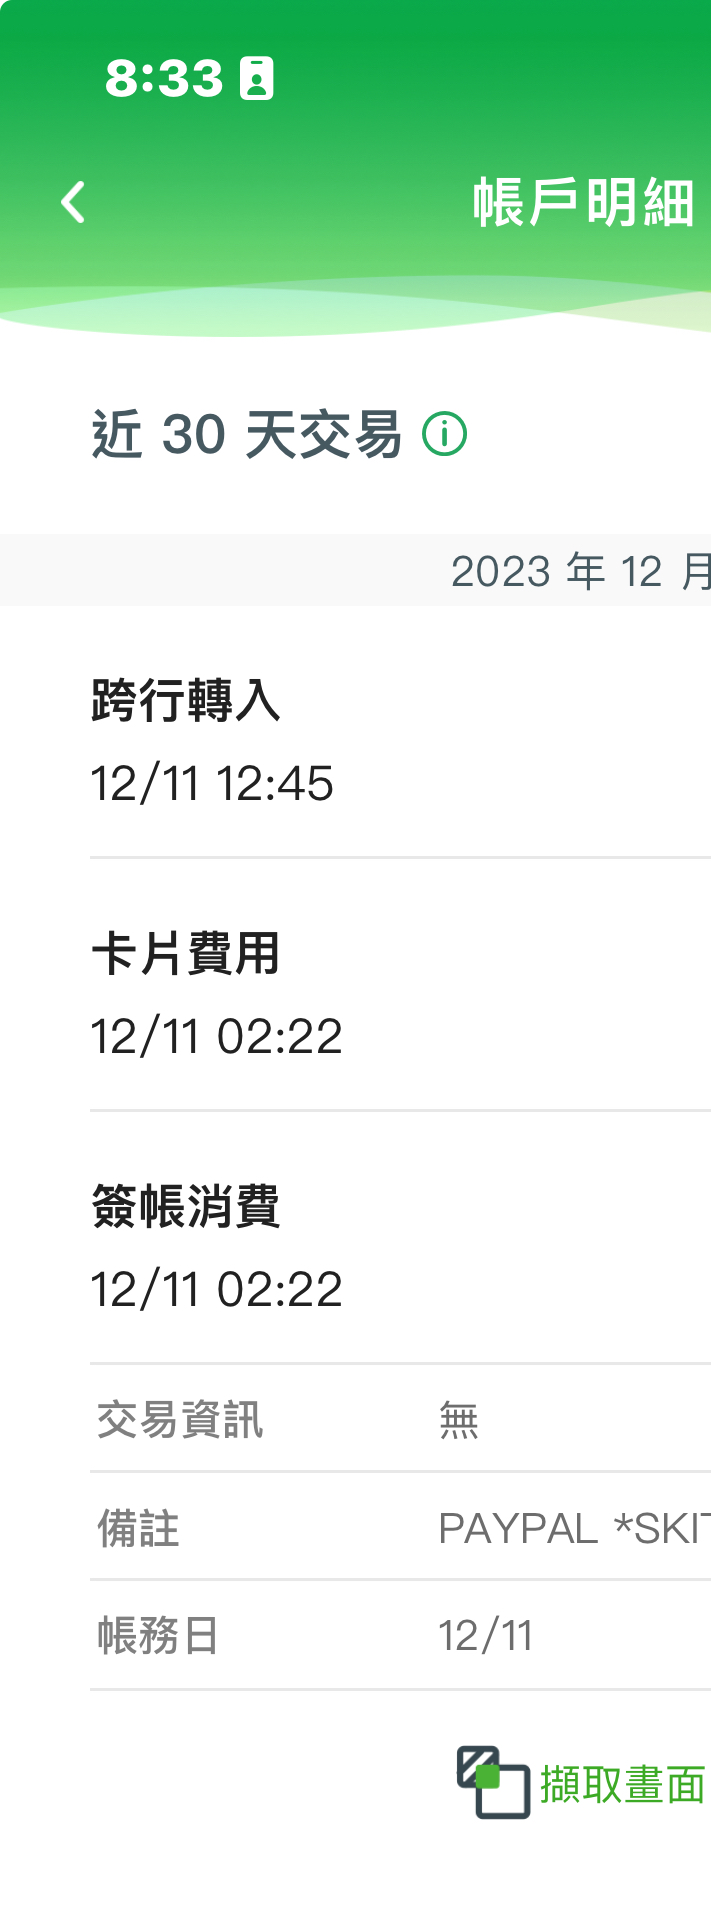 8:33
帳戶明細
近 30 天交易
2023 年 12 月
跨行轉入
12/11 12:45
卡片費用
12/11 02:22
簽帳消費
12/11 02:22
交易資訊 無
備註 PAYPAL *SKIT
帳務日 12/11
擷取畫面